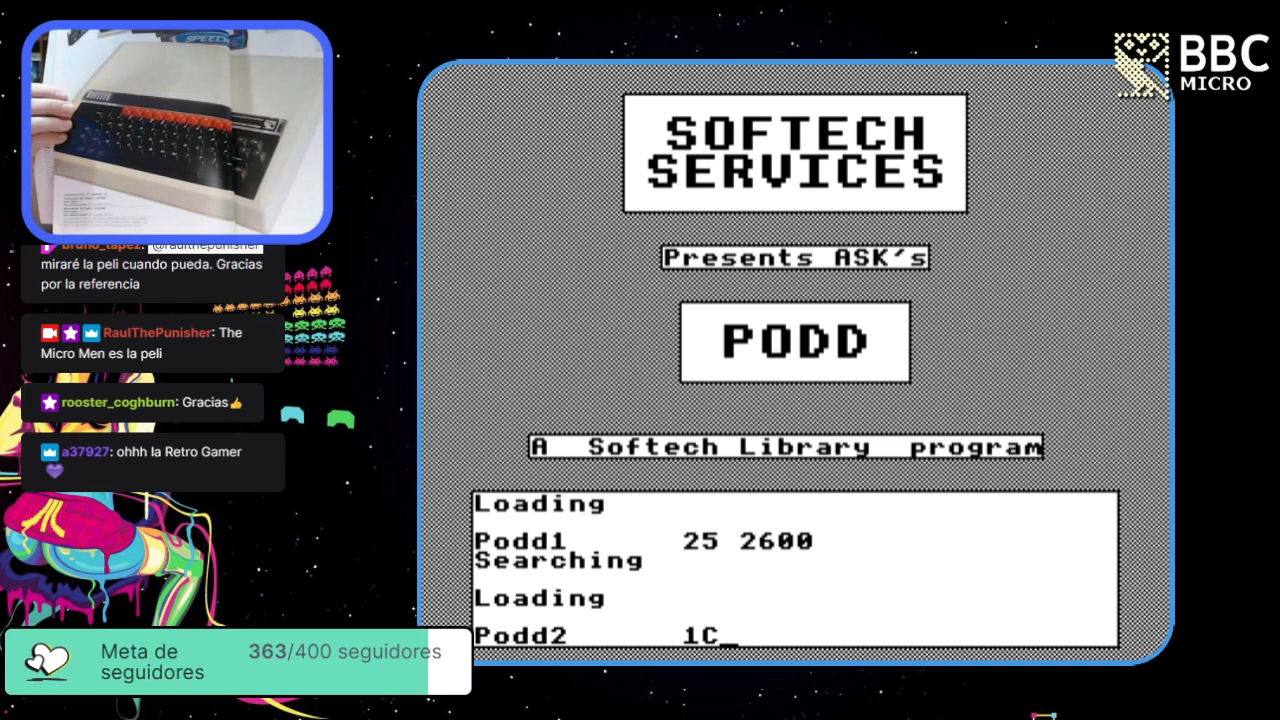 SPEED
bruno_tapez: @raulthepunisher
miraré la peli cuando pueda. Gracias
por la referencia
RaulThePunisher: The
Micro Men es la peli
rooster_coghburn: Gracias👍
a37927: ohhh la Retro Gamer
💜
Meta de
seguidores
363/400 seguidores
BBC
MICRO
SOFTECH
SERVICES
Presents ASK's
PODD
A Softech Library program
Loading
Podd1 25 2600
Searching
Loading
Podd2 1C_